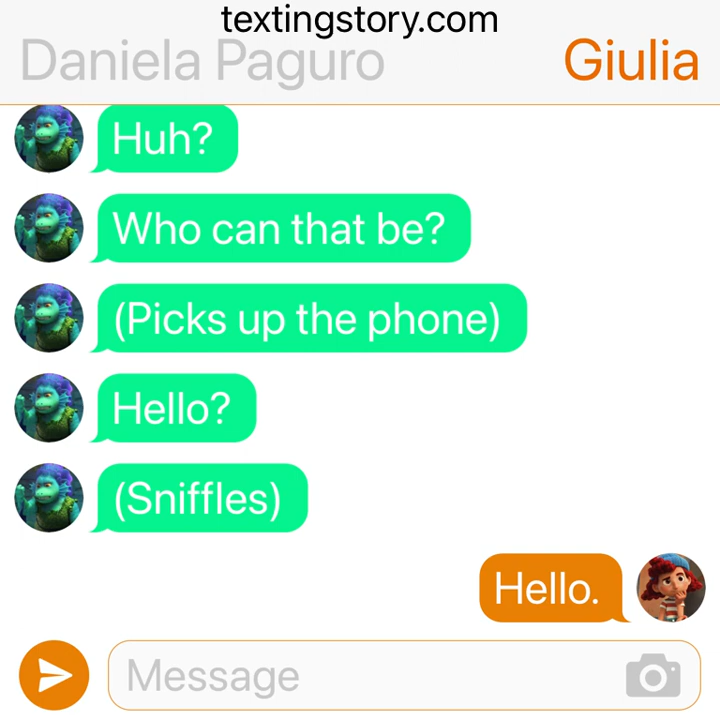 textingstory.com
Daniela Paguro Giulia
Huh?
Who can that be?
(Picks up the phone)
Hello?
(Sniffles)
Hello.
Message